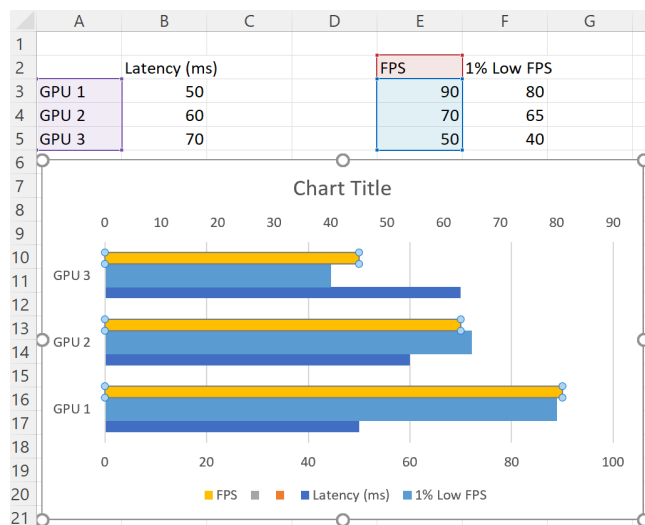 A B C D E F G
1
2 Latency (ms) FPS 1% Low FPS
3 GPU 1 50 90 80
4 GPU 2 60 70 65
5 GPU 3 70 50 40
6
7 Chart Title
8
0 10 20 30 40 50 60 70 80 90
9
10
GPU 3
11
12
13
GPU 2
14
15
16
GPU 1
17
18
0 20 40 60 80 100
19
20 FPS Latency (ms) 1% Low FPS
21